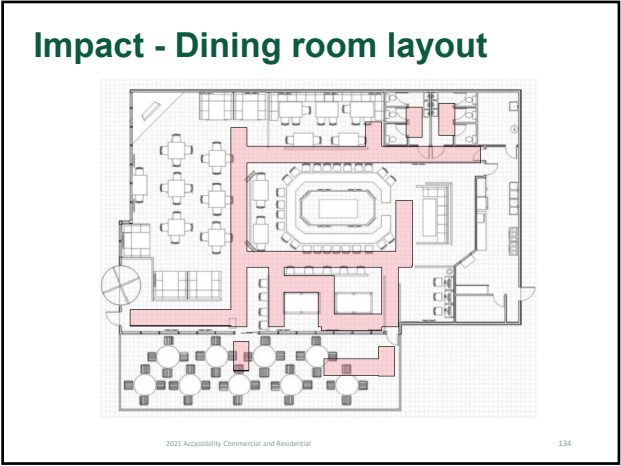 Impact - Dining room layout
2021 Accessibility Commercial and Residential
134